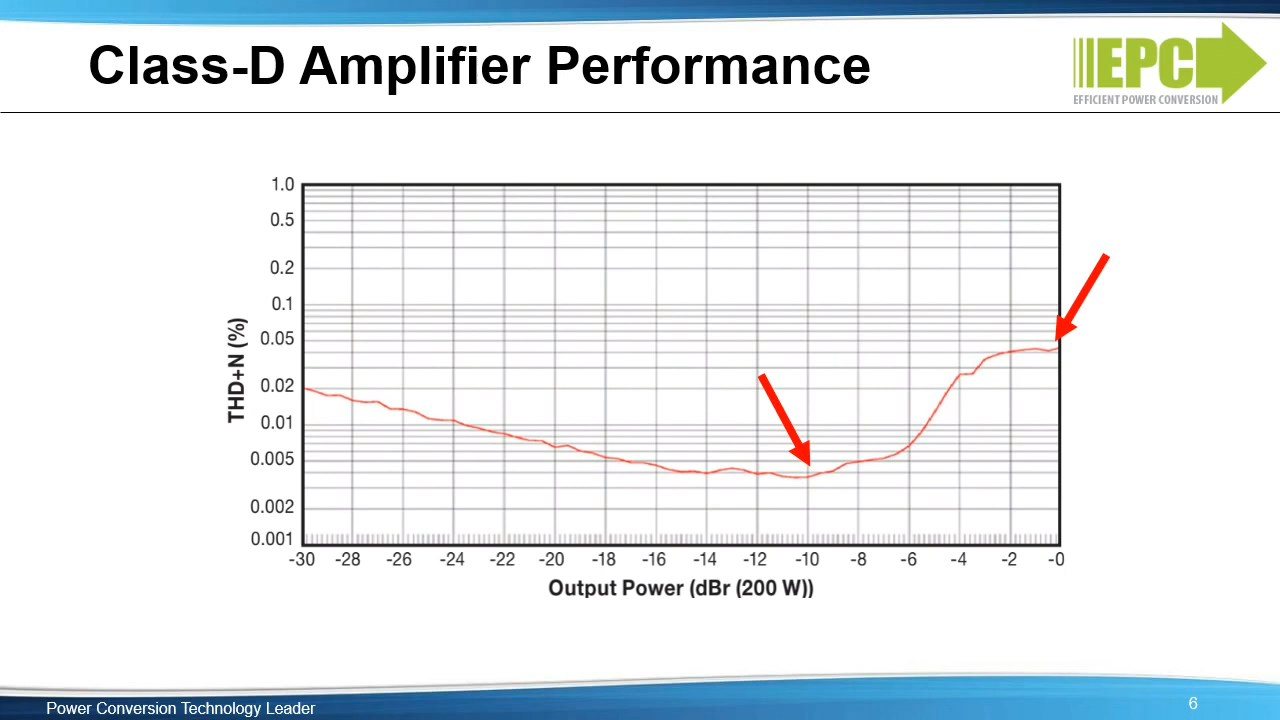 Class-D Amplifier Performance
EPC
EFFICIENT POWER CONVERSION
1.0
0.5
0.2
0.1
0.05
0.02
0.01
0.005
0.002
0.001
THD+N (%)
-30 -28 -26 -24 -22 -20 -18 -16 -14 -12 -10 -8 -6 -4 -2 -0
Output Power (dBr (200 W))
Power Conversion Technology Leader
6